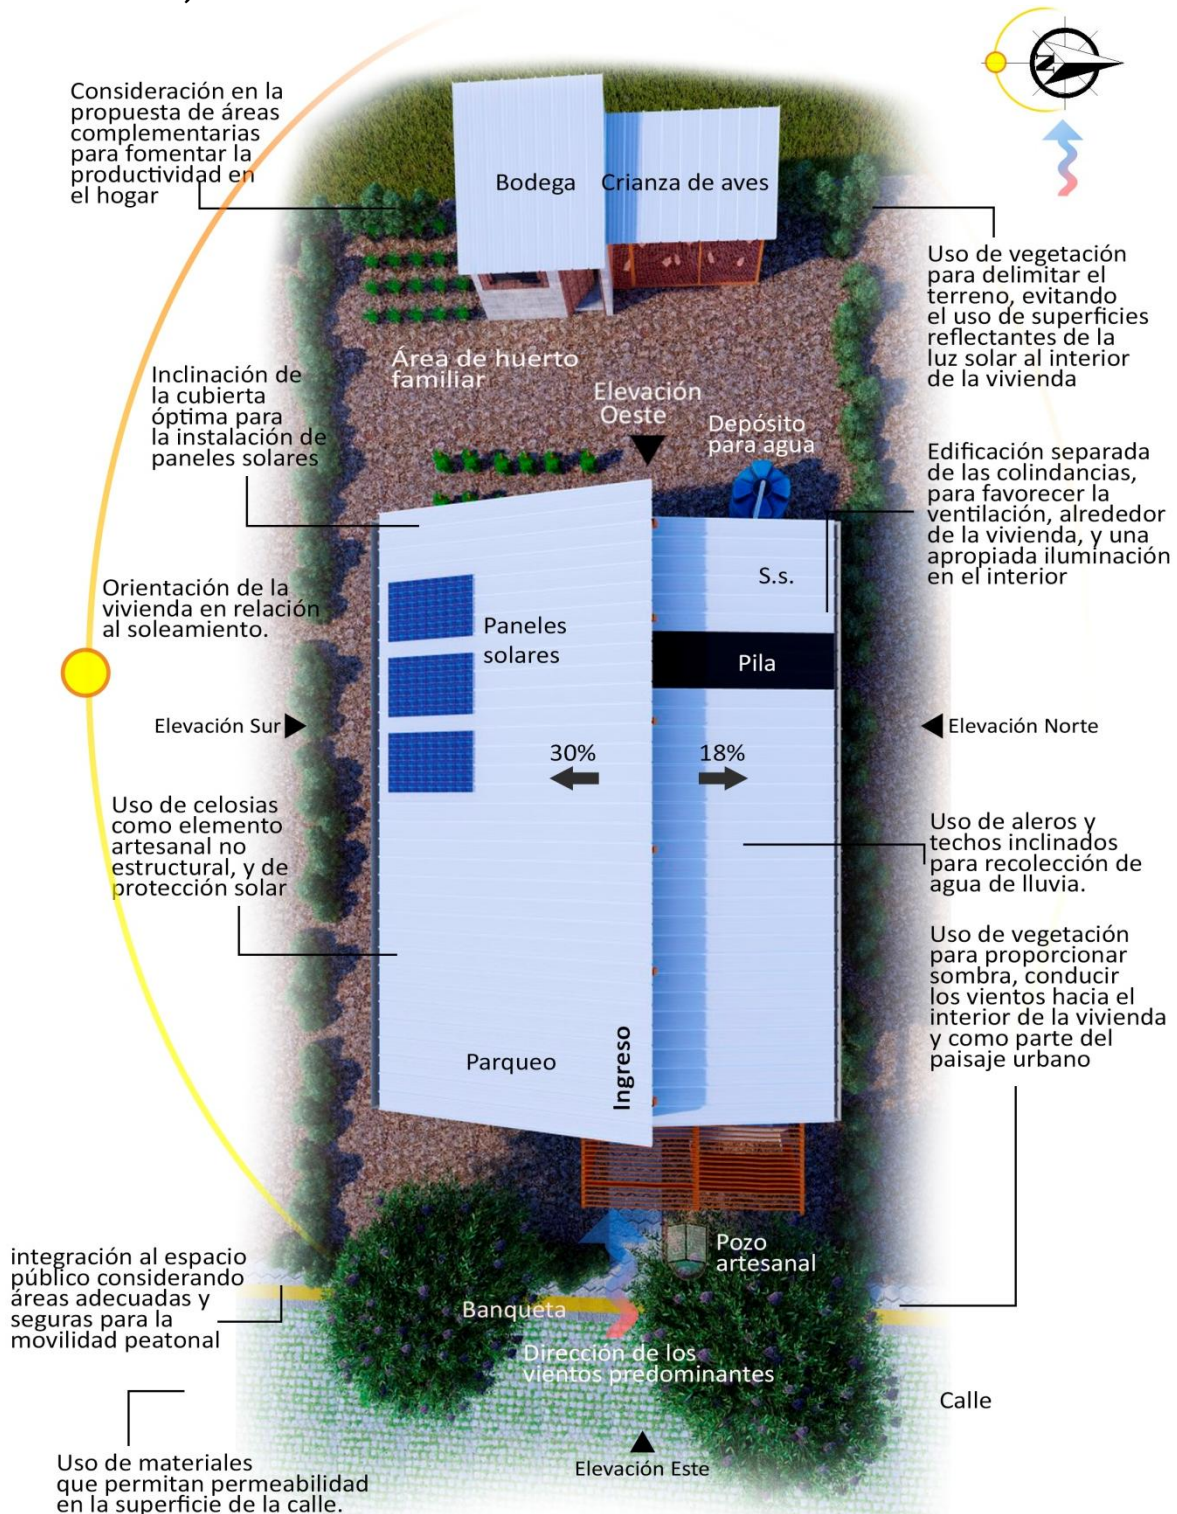 N
Consideración en la
propuesta de áreas
complementarias
para fomentar la
productividad en
el hogar
Bodega
Crianza de aves
Uso de vegetación
para delimitar el
terreno, evitando
el uso de superficies
reflectantes de la
luz solar al interior
de la vivienda
Área de huerto
familiar
Inclinación de
la cubierta
óptima para
la instalación de
paneles solares
Elevación
Oeste
Depósito
para agua
Edificación separada
de las colindancias,
para favorecer la
ventilación, alrededor
de la vivienda, y una
apropiada iluminación
en el interior
S.s.
Orientación de la
vivienda en relación
al soleamiento.
Paneles
solares
Pila
Elevación Sur
Elevación Norte
30%
18%
Uso de celosias
como elemento
artesanal no
estructural, y de
protección solar
Uso de aleros y
techos inclinados
para recolección de
agua de lluvia.
Uso de vegetación
para proporcionar
sombra, conducir
los vientos hacia el
interior de la vivienda
y como parte del
paisaje urbano
Parqueo
Ingreso
integración al espacio
público considerando
áreas adecuadas y
seguras para la
movilidad peatonal
Pozo
artesanal
Banqueta
Dirección de los
vientos predominantes
Calle
Elevación Este
Uso de materiales
que permitan permeabilidad
en la superficie de la calle.